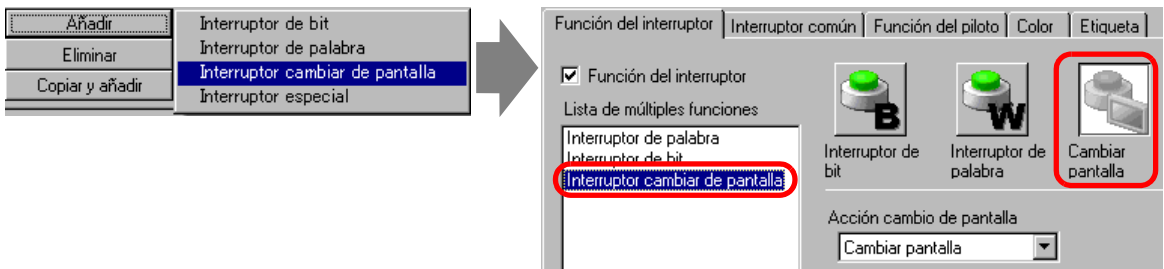 Añadir
Eliminar
Copiar y añadir
Interruptor de bit
Interruptor de palabra
Interruptor cambiar de pantalla
Interruptor especial
Función del interruptor
Interruptor común
Función del piloto
Color
Etiqueta
Función del interruptor
Lista de múltiples funciones
Interruptor de palabra
Interruptor de bit
Interruptor cambiar de pantalla
B
Interruptor de
bit
W
Interruptor de
palabra
Cambiar
pantalla
Acción cambio de pantalla
Cambiar pantalla